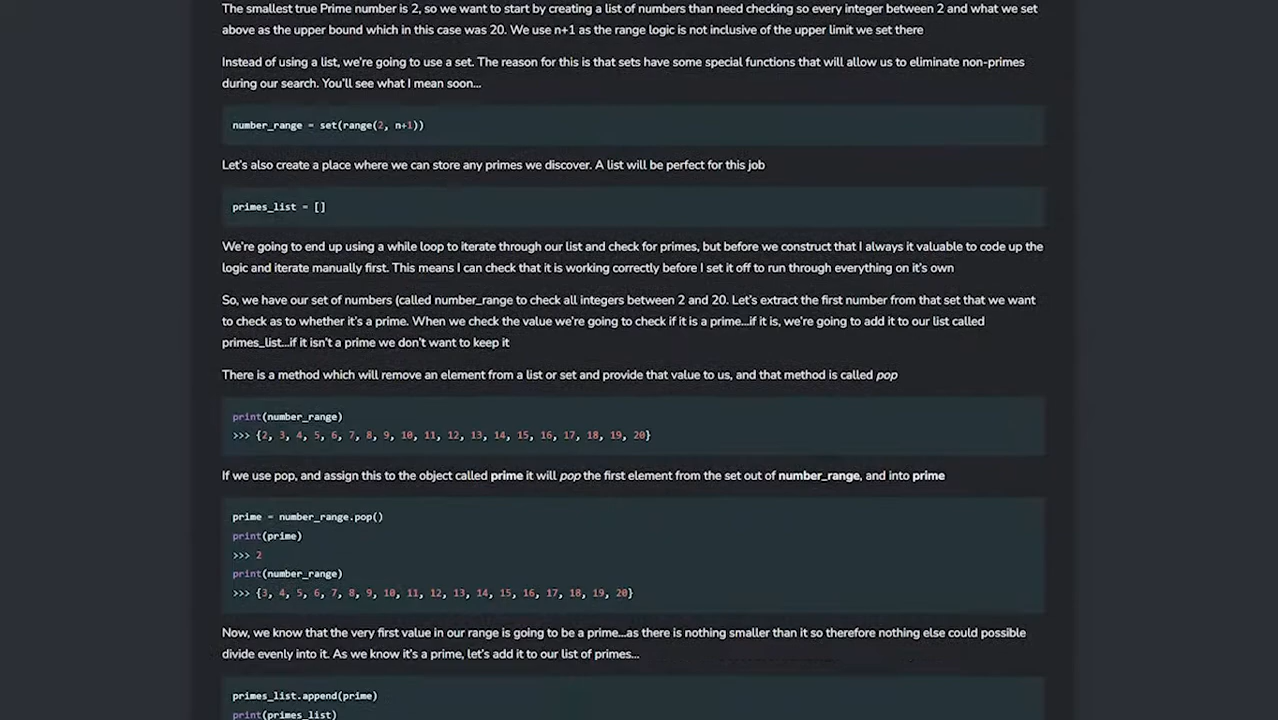 The smallest true Prime number is 2, so we want to start by creating a list of numbers than need checking so every integer between 2 and what we set
above as the upper bound which in this case was 20. We use n+1 as the range logic is not inclusive of the upper limit we set there
Instead of using a list, we're going to use a set. The reason for this is that sets have some special functions that will allow us to eliminate non-primes
during our search. You'll see what I mean soon...
number_range = set(range(2, n+1))
Let's also create a place where we can store any primes we discover. A list will be perfect for this job
primes_list = []
We're going to end up using a while loop to iterate through our list and check for primes, but before we construct that I always it valuable to code up the
logic and iterate manually first. This means I can check that it is working correctly before I set it off to run through everything on it's own
So, we have our set of numbers (called number_range to check all integers between 2 and 20. Let's extract the first number from that set that we want
to check as to whether it's a prime. When we check the value we're going to check if it is a prime...if it is, we're going to add it to our list called
primes_list...if it isn't a prime we don't want to keep it
There is a method which will remove an element from a list or set and provide that value to us, and that method is called pop
print(number_range)
>>> {2, 3, 4, 5, 6, 7, 8, 9, 10, 11, 12, 13, 14, 15, 16, 17, 18, 19, 20}
If we use pop, and assign this to the object called prime it will pop the first element from the set out of number_range, and into prime
prime = number_range.pop()
print(prime)
>>> 2
print(number_range)
>>> {3, 4, 5, 6, 7, 8, 9, 10, 11, 12, 13, 14, 15, 16, 17, 18, 19, 20}
Now, we know that the very first value in our range is going to be a prime...as there is nothing smaller than it so therefore nothing else could possible
divide evenly into it. As we know it's a prime, let's add it to our list of primes...
primes_list.append(prime)
print(primes_list)